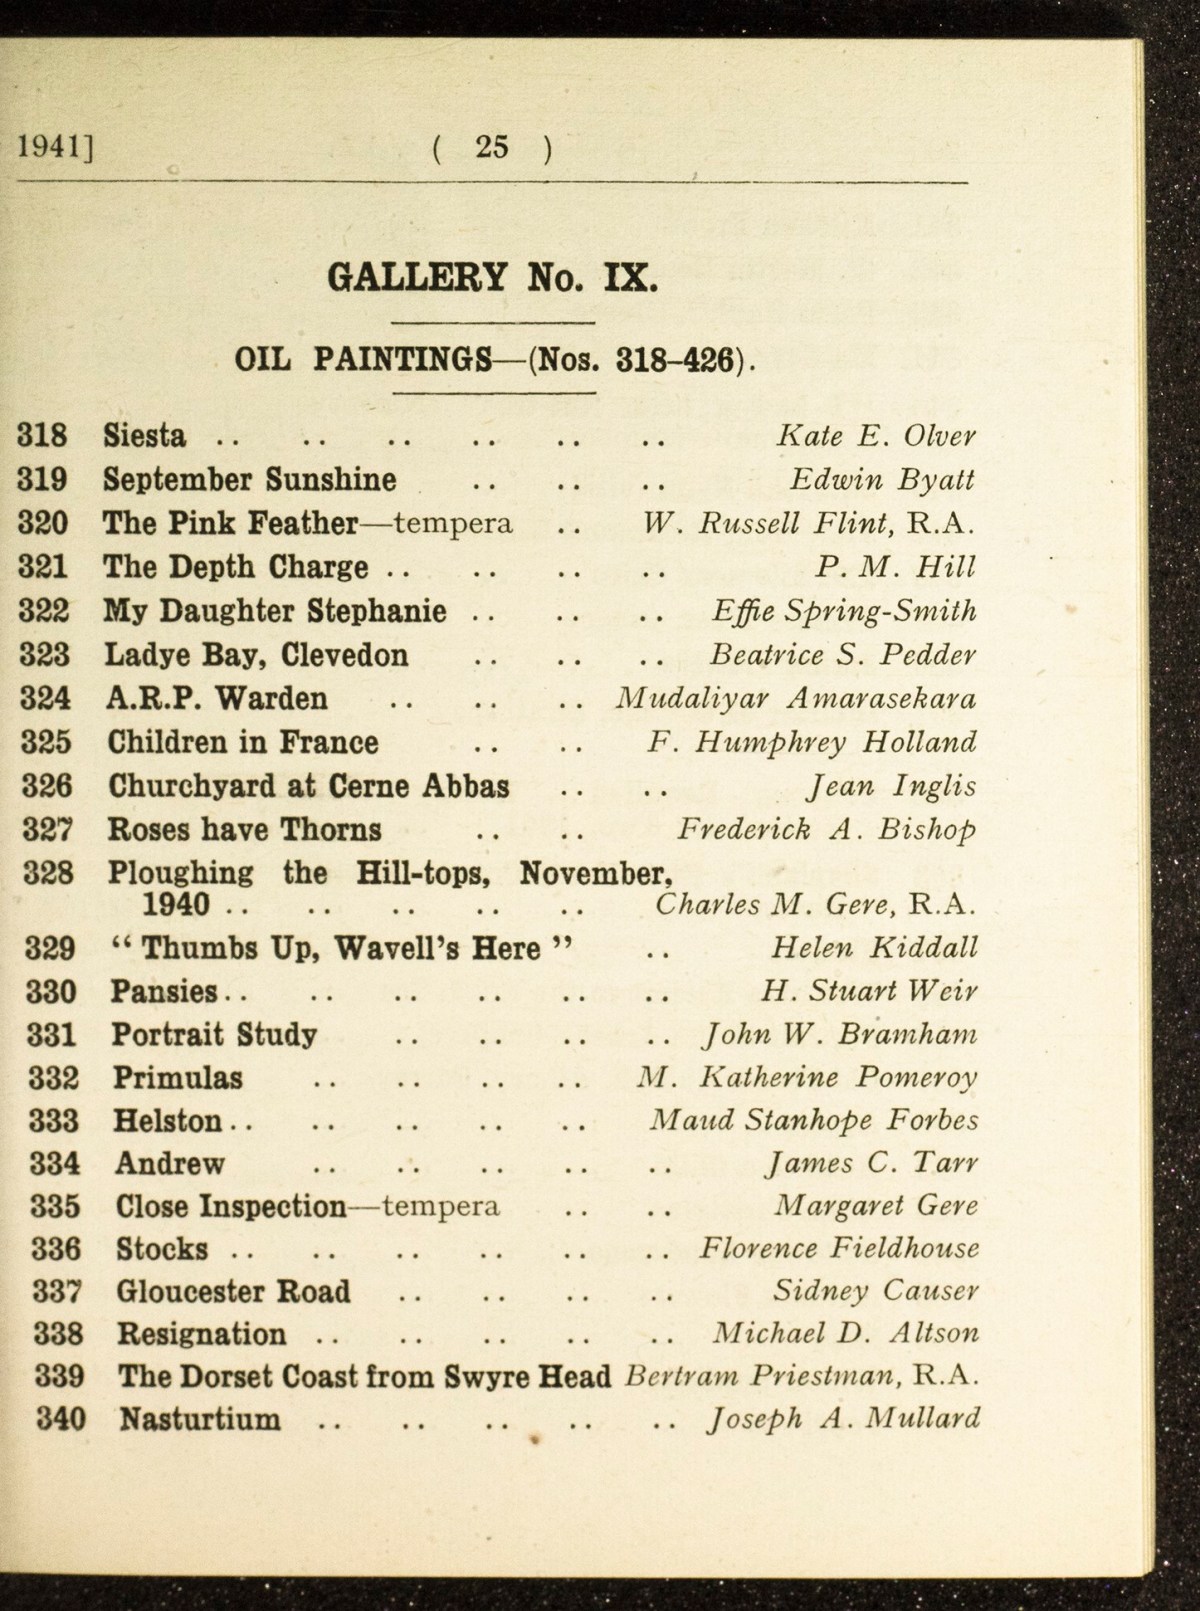 1941] ( 25 )
GALLERY No. IX.
OIL PAINTINGS—(Nos. 318–426).
318 Siesta .. .. .. .. .. .. Kate E. Olver
319 September Sunshine .. .. .. Edwin Byatt
320 The Pink Feather—tempera .. W. Russell Flint, R.A.
321 The Depth Charge .. .. .. .. P. M. Hill
322 My Daughter Stephanie .. .. .. Effie Spring-Smith
323 Ladye Bay, Clevedon .. .. .. Beatrice S. Pedder
324 A.R.P. Warden .. .. .. Mudaliyar Amarasekara
325 Children in France .. .. F. Humphrey Holland
326 Churchyard at Cerne Abbas .. .. Jean Inglis
327 Roses have Thorns .. .. Frederick A. Bishop
328 Ploughing the Hill-tops, November,
1940 .. .. .. .. .. Charles M. Gere, R.A.
329 “ Thumbs Up, Wavell’s Here ” .. Helen Kiddall
330 Pansies .. .. .. .. .. .. H. Stuart Weir
331 Portrait Study .. .. .. .. John W. Bramham
332 Primulas .. .. .. .. M. Katherine Pomeroy
333 Helston .. .. .. .. .. Maud Stanhope Forbes
334 Andrew .. .. .. .. .. James C. Tarr
335 Close Inspection—tempera .. .. Margaret Gere
336 Stocks .. .. .. .. .. .. Florence Fieldhouse
337 Gloucester Road .. .. .. .. Sidney Causer
338 Resignation .. .. .. .. .. Michael D. Altson
339 The Dorset Coast from Swyre Head Bertram Priestman, R.A.
340 Nasturtium .. .. .. .. .. Joseph A. Mullard